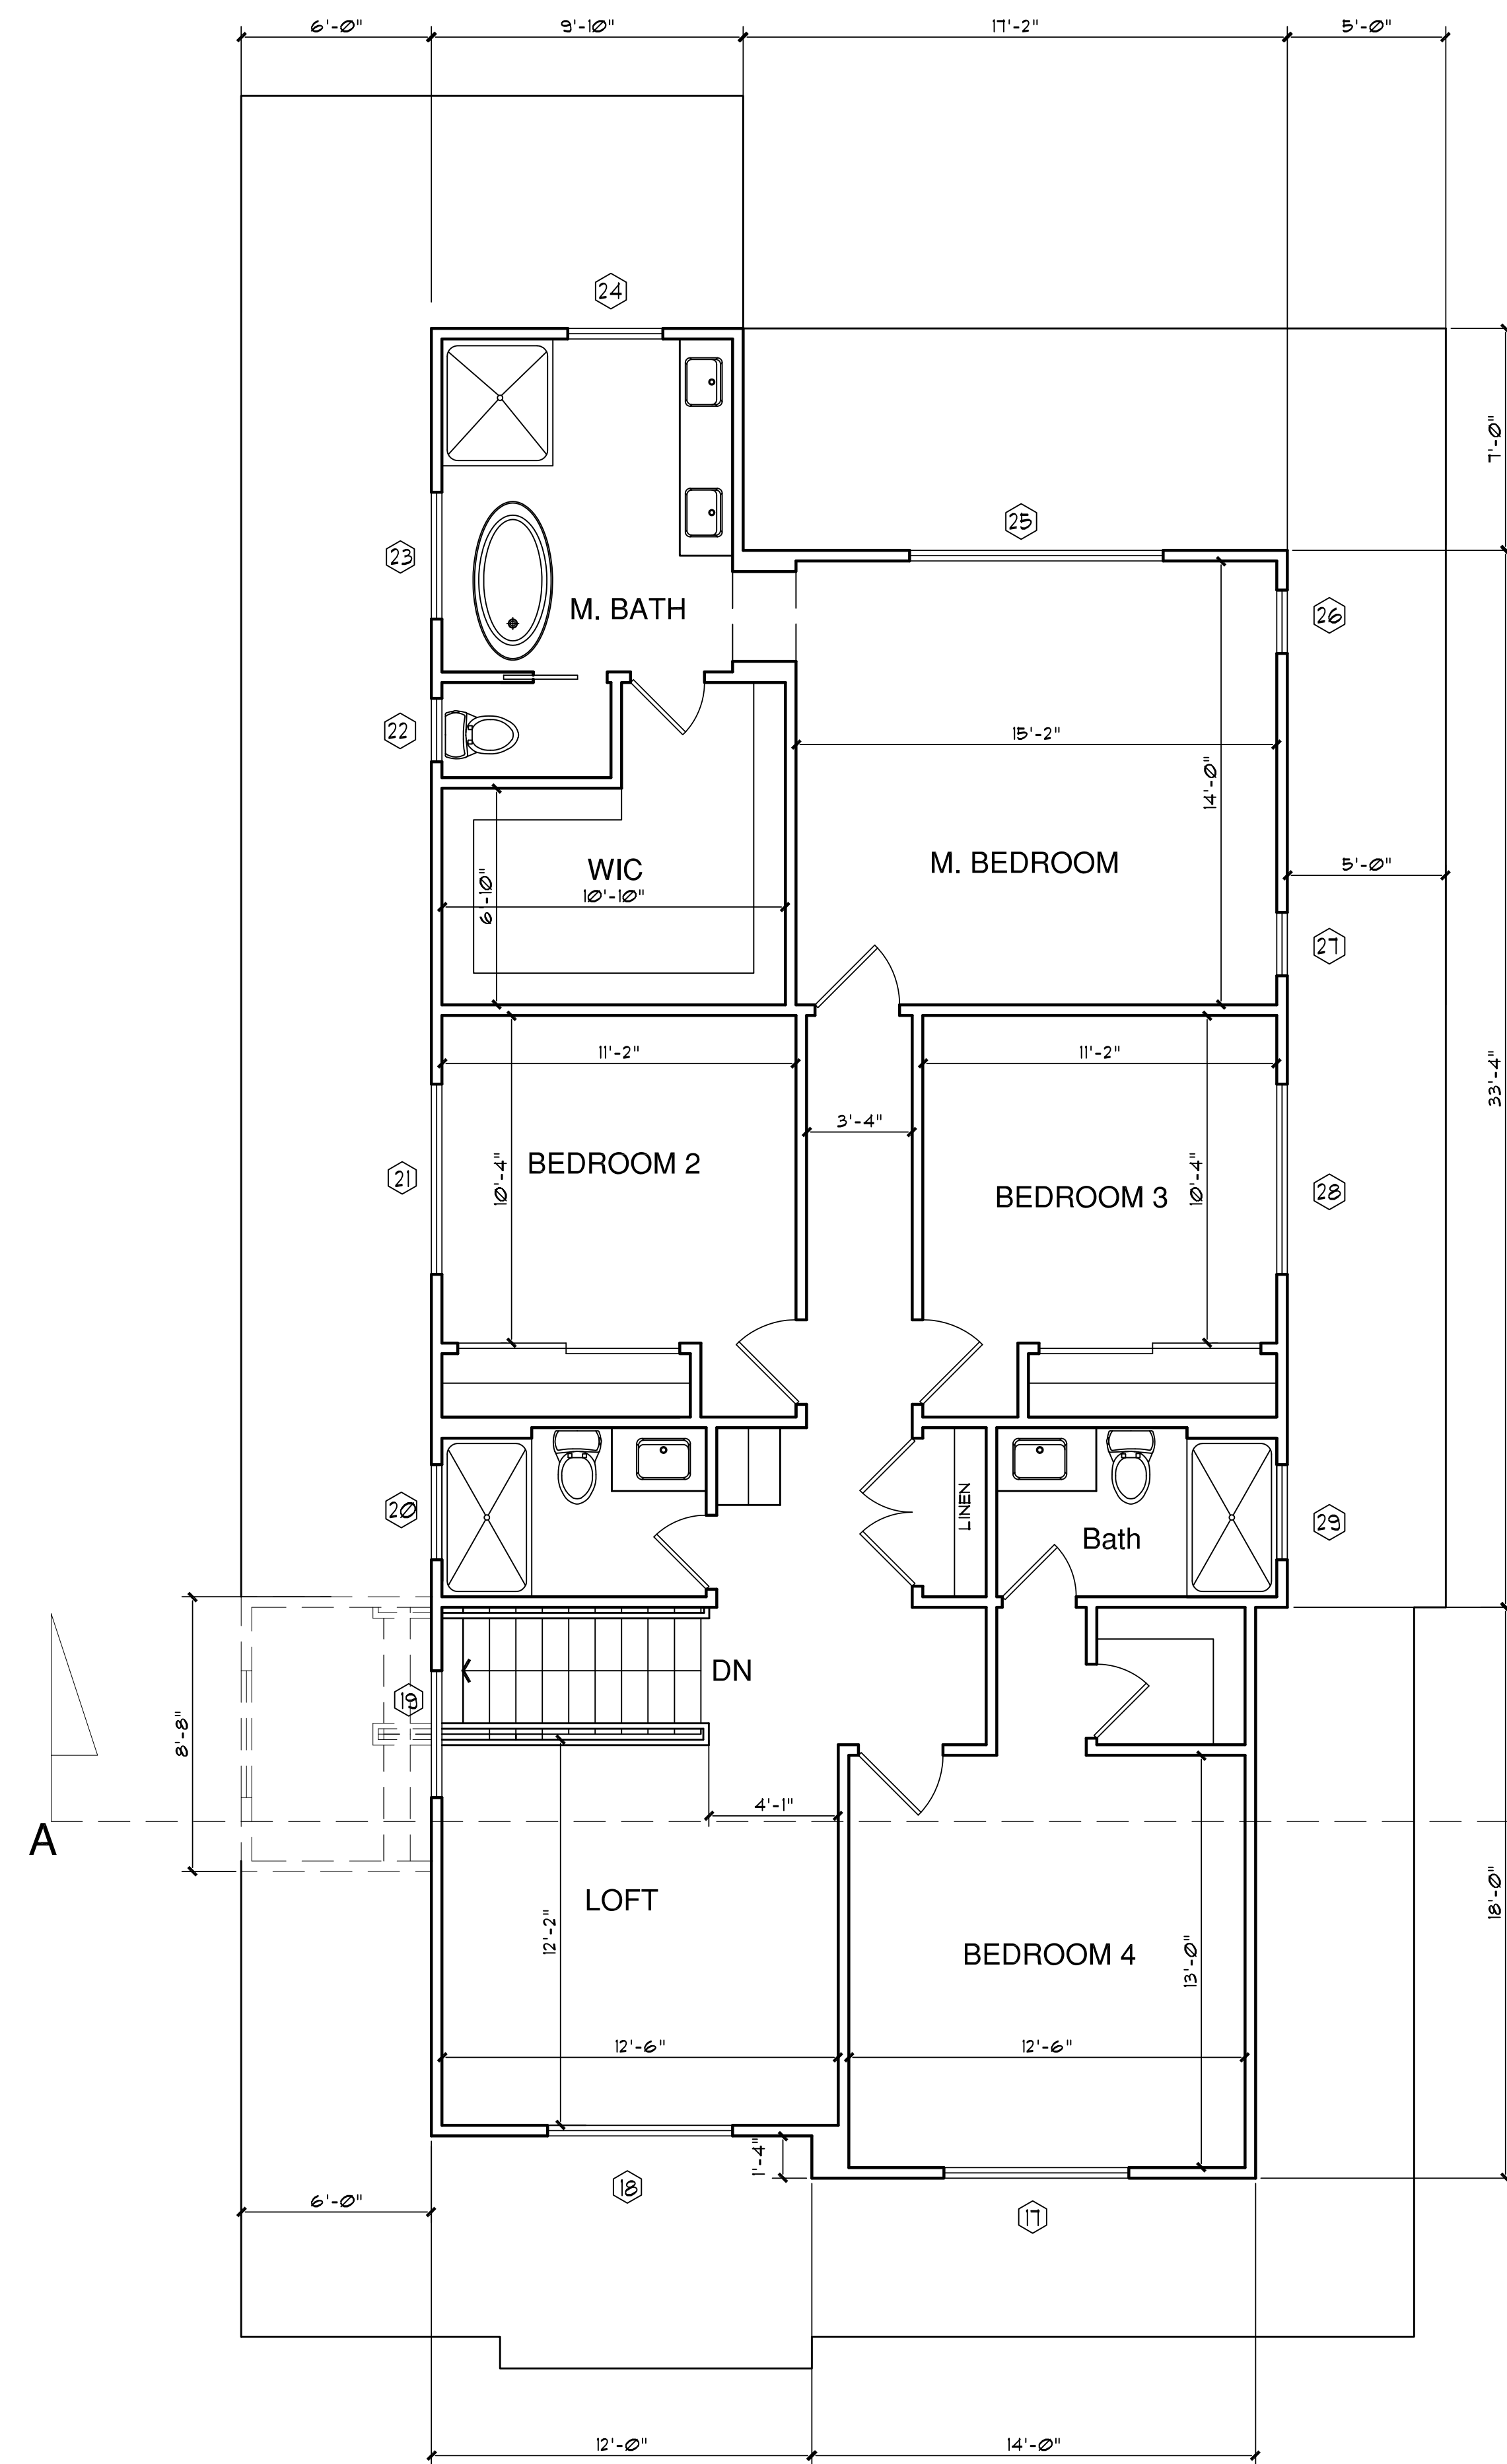 6'-0" 9'-10" 17'-2" 5'-0"
24
7'-0"
25
23
M. BATH
26
22
15'-2"
14'-0"
M. BEDROOM
5'-0"
WIC
10'-10"
6'-10"
27
11'-2" 11'-2"
33'-4"
3'-4"
BEDROOM 2
10'-4"
21
BEDROOM 3
10'-4"
28
20
LINEN
Bath
29
DN
19
8'-8"
4'-1"
A
LOFT
12'-2"
18'-0"
BEDROOM 4
13'-0"
12'-6" 12'-6"
1'-4"
18
6'-0"
17
12'-0" 14'-0"